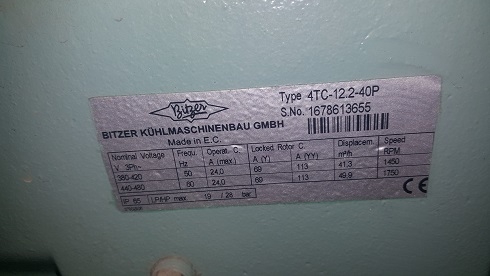 Bitzer
Type 4TC-12.2-40P
S.No. 1678613655
BITZER KÜHLMASCHINENBAU GMBH
Made in E.C.
Nominal Voltage Frequ. Operat. C. Locked Rotor C. Displacem. Speed
V 3Ph~ Hz A (max.) A (Y) A (YY) m³/h RPM
380-420 50 24,0 69 113 41,3 1450
440-480 60 24,0 69 113 49,9 1750
IP 65 LP/HP max 19 / 28 bar CE